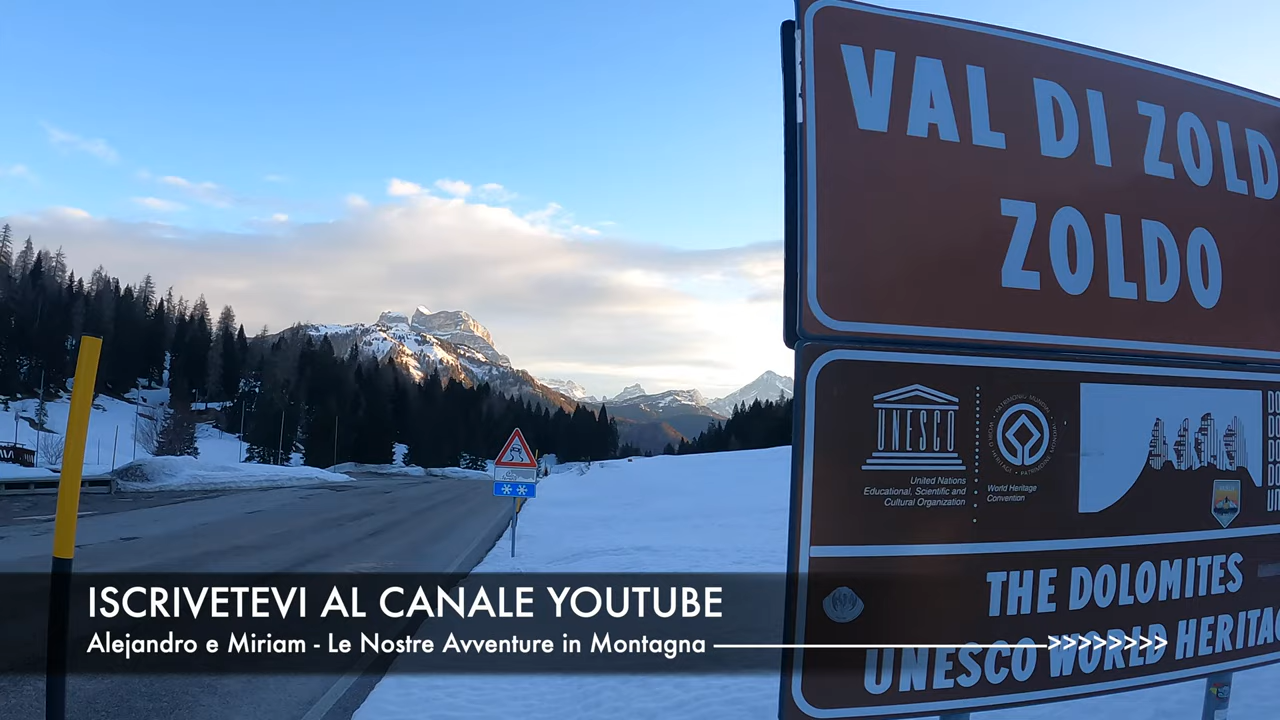 VAL DI ZOLD
ZOLDO
UNESCO
United Nations
Educational, Scientific and
Cultural Organization
World Heritage
Convention
THE DOLOMITES
UNESCO WORLD HERITAG
ISCRIVETEVI AL CANALE YOUTUBE
Alejandro e Miriam - Le Nostre Avventure in Montagna >>>>>>>>